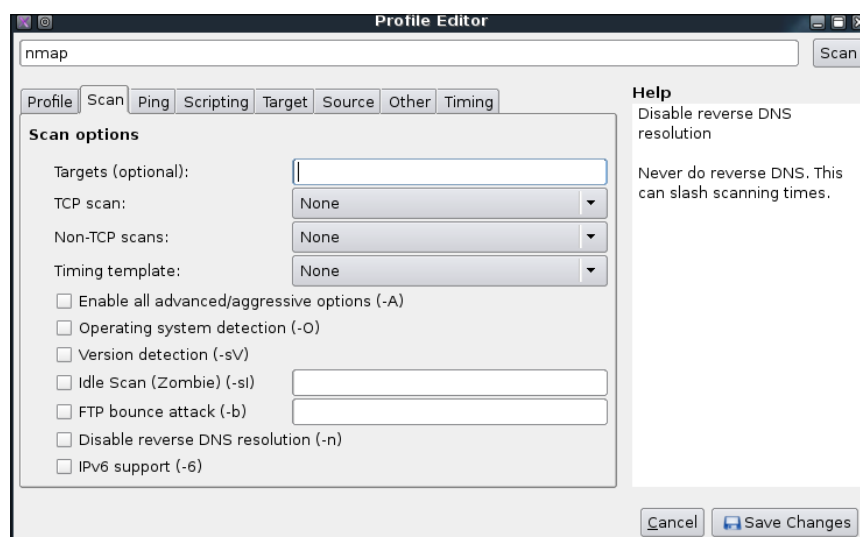 Profile Editor
nmap
Scan
Profile Scan Ping Scripting Target Source Other Timing
Scan options
Targets (optional):
TCP scan: None
Non-TCP scans: None
Timing template: None
Enable all advanced/aggressive options (-A)
Operating system detection (-O)
Version detection (-sV)
Idle Scan (Zombie) (-sI)
FTP bounce attack (-b)
Disable reverse DNS resolution (-n)
IPv6 support (-6)
Help
Disable reverse DNS
resolution
Never do reverse DNS. This
can slash scanning times.
Cancel
Save Changes